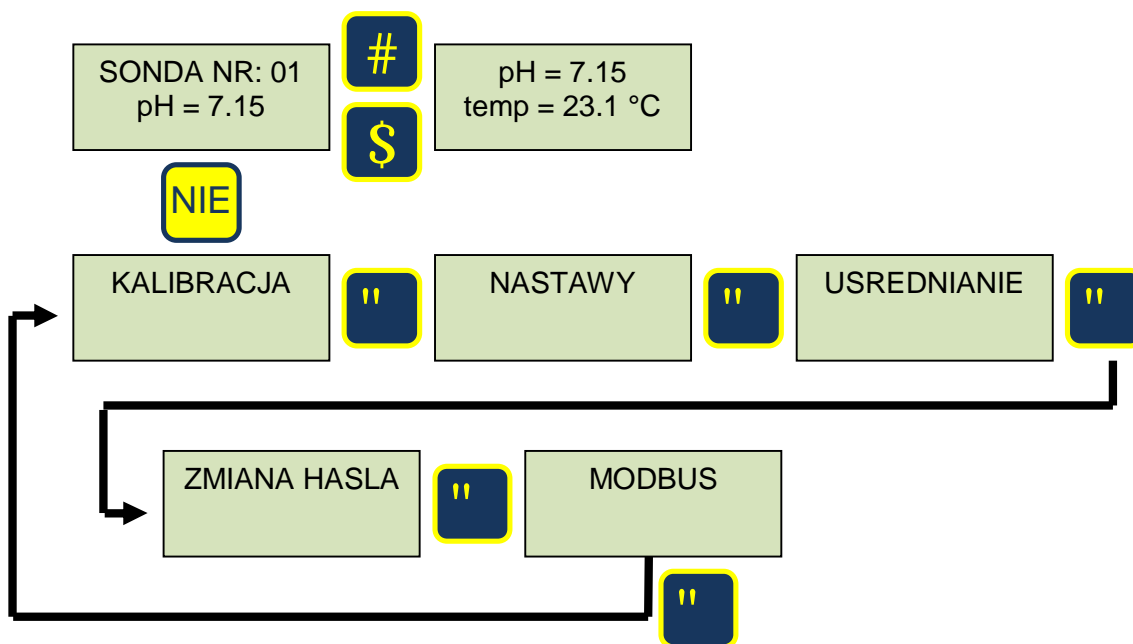 SONDA NR: 01
pH = 7.15
#
$
pH = 7.15
temp = 23.1 °C
NIE
KALIBRACJA
"
NASTAWY
"
USREDNIANIE
"
ZMIANA HASLA
"
MODBUS
"